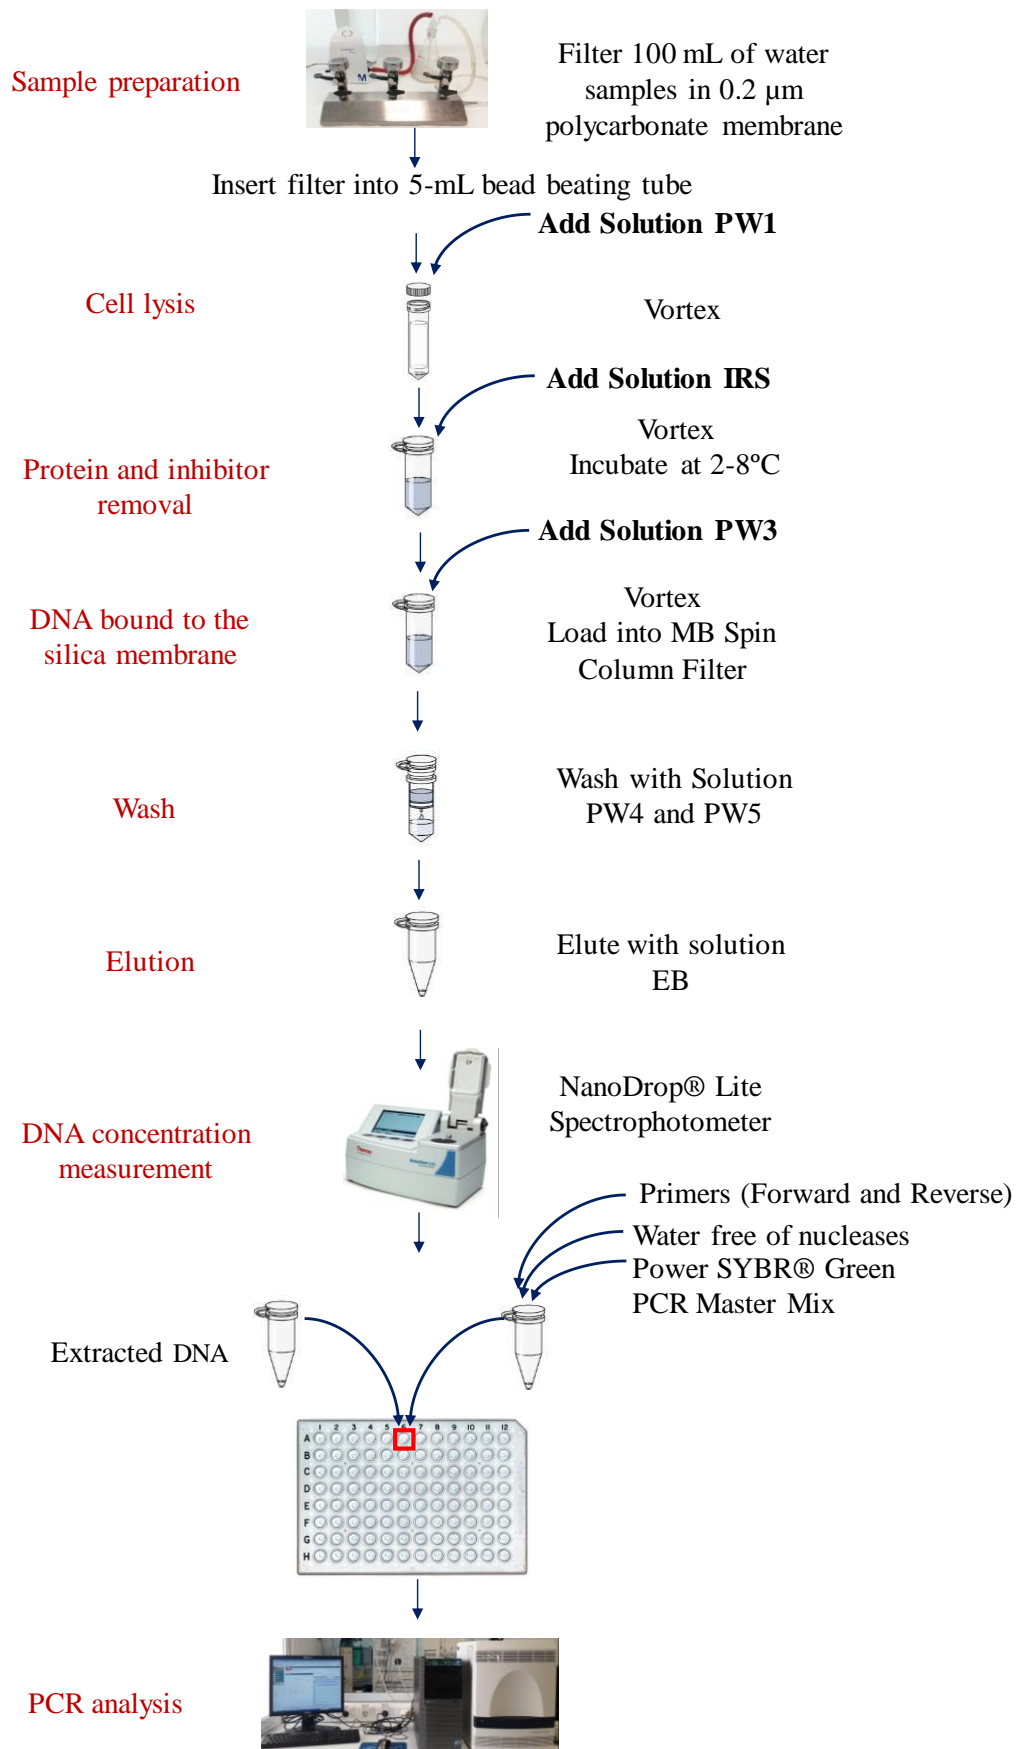 Sample preparation
Filter 100 mL of water
samples in 0.2 µm
polycarbonate membrane
Insert filter into 5-mL bead beating tube
Add Solution PW1
Cell lysis
Vortex
Add Solution IRS
Vortex
Incubate at 2-8ºC
Protein and inhibitor
removal
Add Solution PW3
DNA bound to the
silica membrane
Vortex
Load into MB Spin
Column Filter
Wash
Wash with Solution
PW4 and PW5
Elution
Elute with solution
EB
DNA concentration
measurement
NanoDrop® Lite
Spectrophotometer
Thermo
Primers (Forward and Reverse)
Water free of nucleases
Power SYBR® Green
PCR Master Mix
Extracted DNA
1 2 3 4 5 6 7 8 9 10 11 12
A
B
C
D
E
F
G
H
PCR analysis